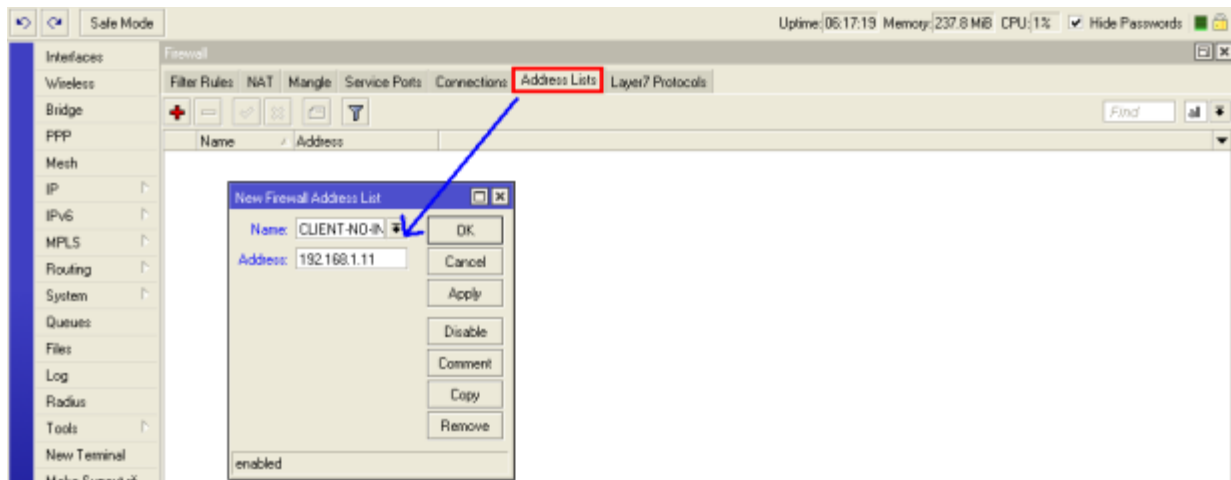 Safe Mode Uptime: 06:17:19 Memory: 237.8 MiB CPU: 1% Hide Passwords
Interfaces
Wireless
Bridge
PPP
Mesh
IP
IPv6
MPLS
Routing
System
Queues
Files
Log
Radius
Tools
New Terminal
Firewall
Filter Rules NAT Mangle Service Ports Connections Address Lists Layer7 Protocols
Find all
Name Address
New Firewall Address List
Name: CLIENT-NO-IN
Address: 192.168.1.11
OK
Cancel
Apply
Disable
Comment
Copy
Remove
enabled